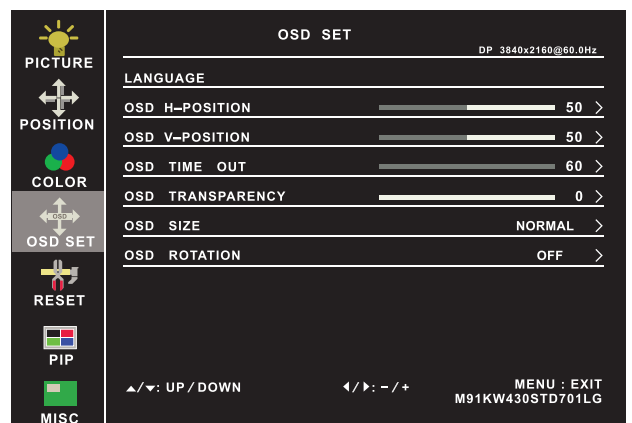 OSD SET
DP 3840x2160@60.0Hz
PICTURE
POSITION
COLOR
OSD
OSD SET
RESET
PIP
MISC
LANGUAGE
OSD H–POSITION 50
OSD V–POSITION 50
OSD TIME OUT 60
OSD TRANSPARENCY 0
OSD SIZE NORMAL
OSD ROTATION OFF
▲/▼: UP/DOWN ◀/▶: – / + MENU : EXIT
M91KW430STD701LG